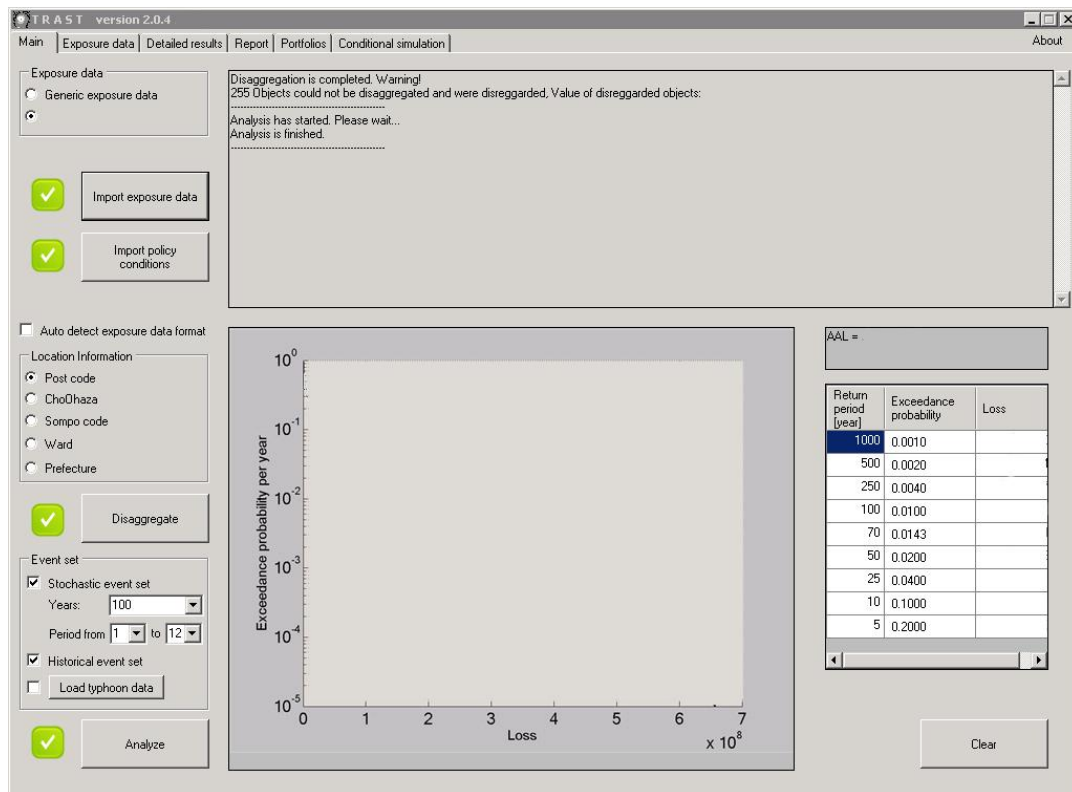 T R A S T version 2.0.4
Main Exposure data Detailed results Report Portfolios Conditional simulation About
Exposure data
Generic exposure data
Import exposure data
Import policy
conditions
Disaggregation is completed. Warning!
255 Objects could not be disaggregated and were disreggarded, Value of disreggarded objects:
--------------------------------------------
Analysis has started. Please wait...
Analysis is finished.
--------------------------------------------
Auto detect exposure data format
Location Information
Post code
ChoOhaza
Sompo code
Ward
Prefecture
Disaggregate
Event set
Stochastic event set
Years: 100
Period from 1 to 12
Historical event set
Load typhoon data
Analyze
Exceedance probability per year
10^0
10^-1
10^-2
10^-3
10^-4
10^-5
0 1 2 3 4 5 6 7
Loss
x 10^8
AAL =
Return
period
[year]
Exceedance
probability
Loss
1000 0.0010
500 0.0020
250 0.0040
100 0.0100
70 0.0143
50 0.0200
25 0.0400
10 0.1000
5 0.2000
Clear